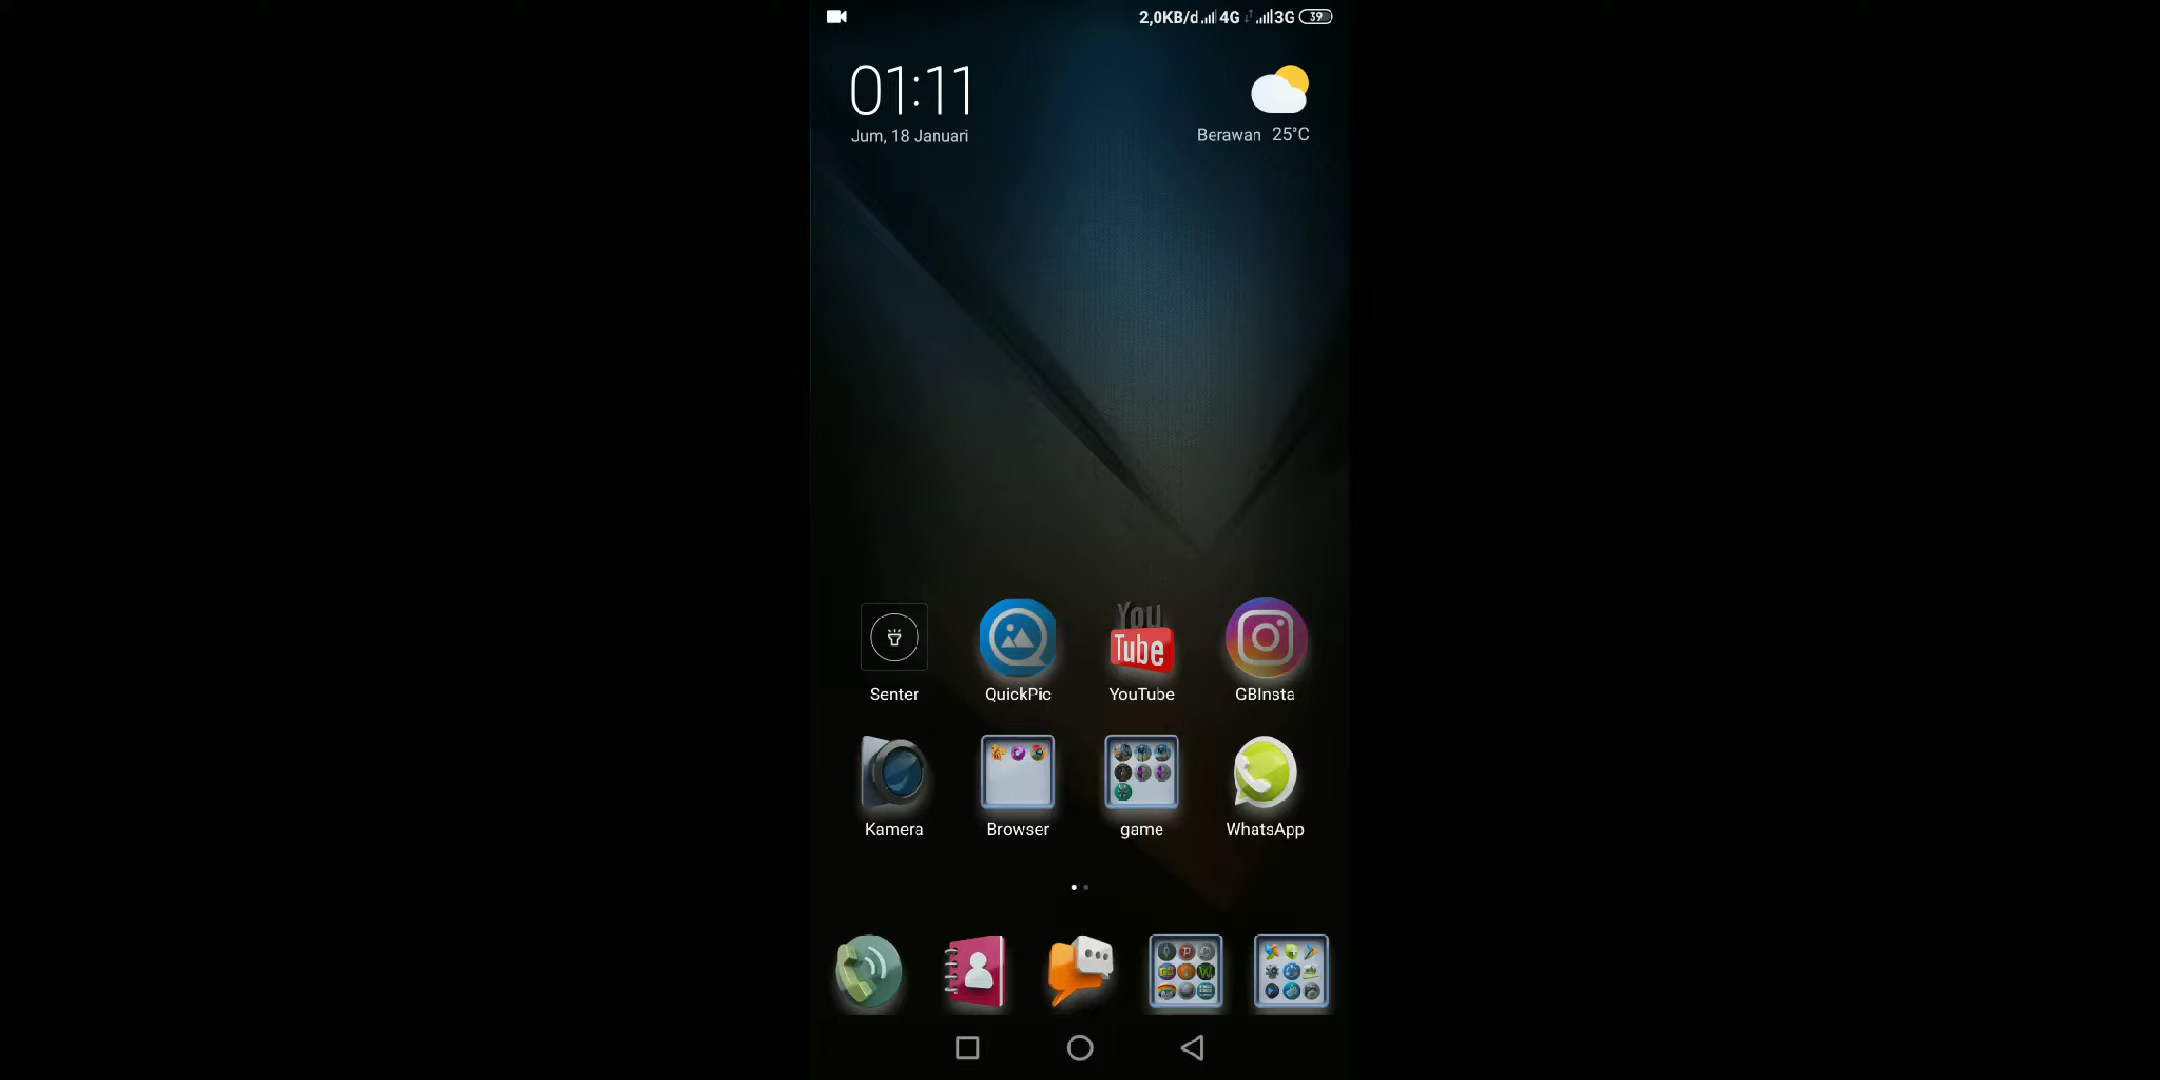 2,0KB/d 4G 3G 39
01:11
Jum, 18 Januari
Berawan 25°C
You
Tube
Senter QuickPic YouTube GBInsta
Kamera Browser game WhatsApp